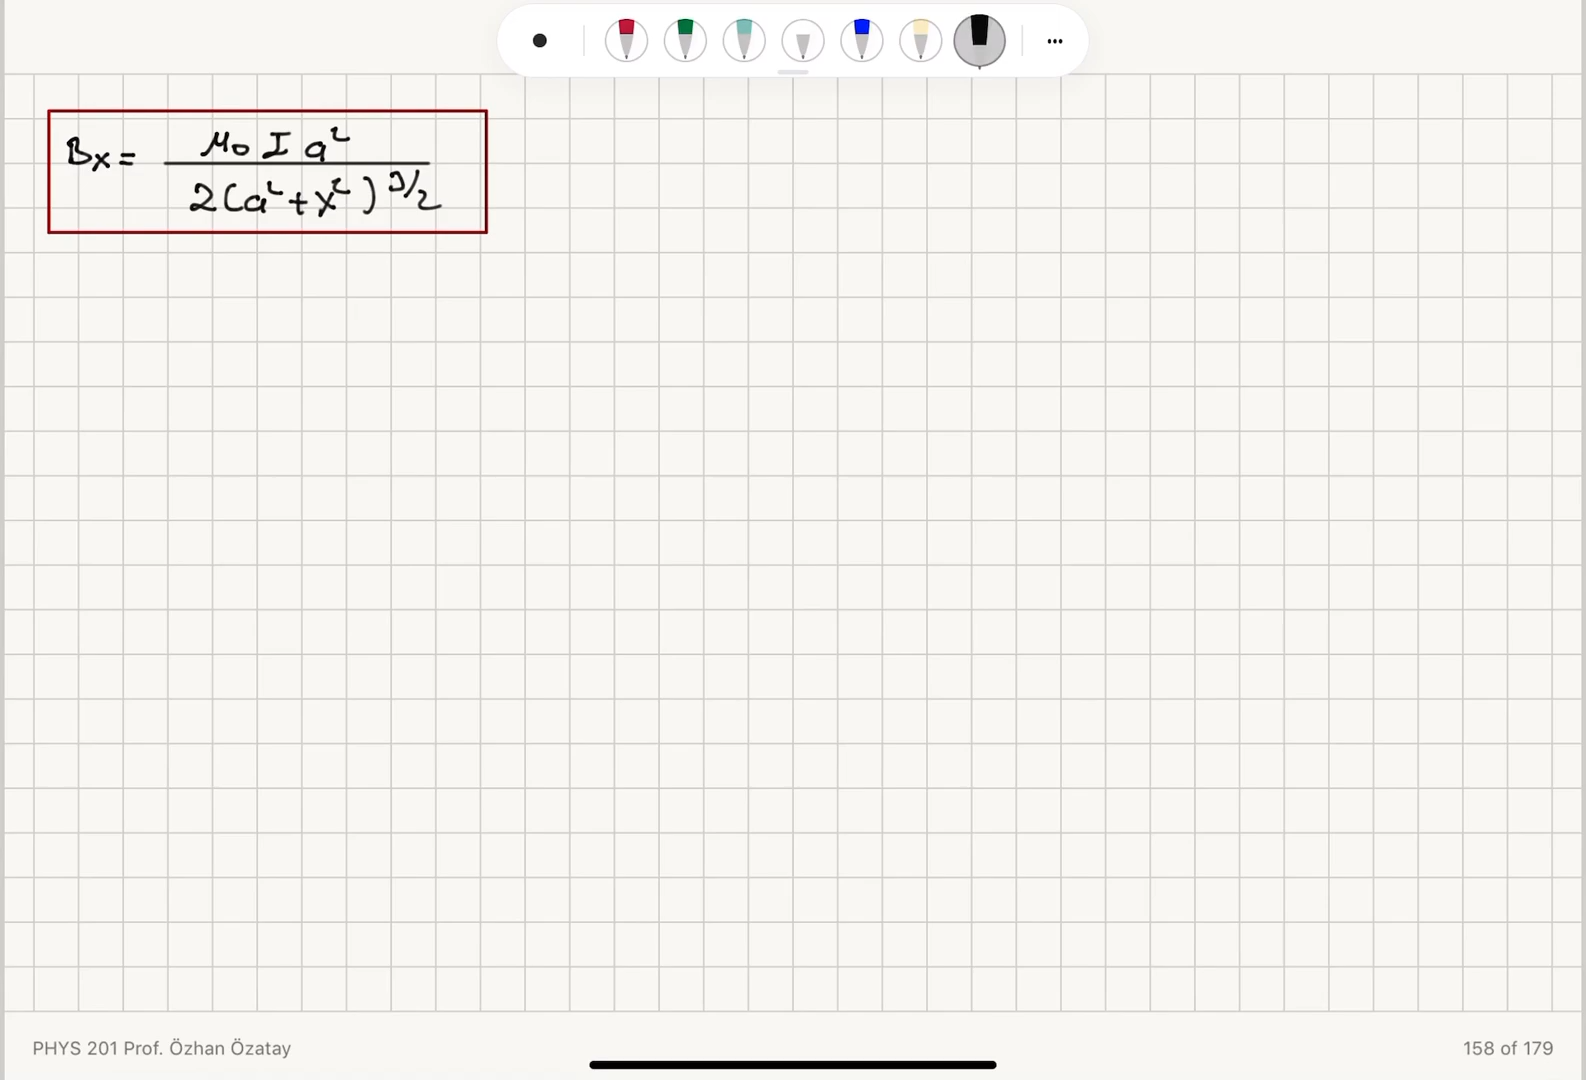 Bx = μ₀ I a² / 2(a² + x²)^3/2
PHYS 201 Prof. Özhan Özatay
158 of 179